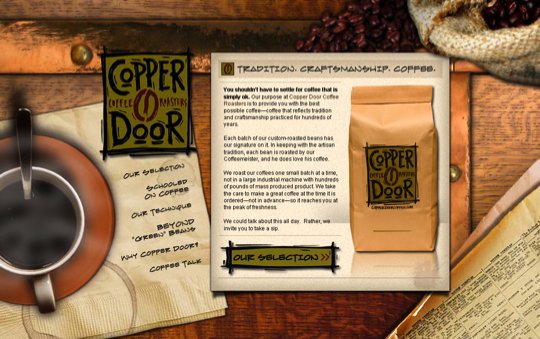 COPPER
COFFEE ROASTERS
DOOR
OUR SELECTION
SCHOOLED
ON COFFEE
OUR TECHNIQUE
BEYOND
"GREEN" BEANS
WHY COPPER DOOR?
COFFEE TALK
TRADITION. CRAFTSMANSHIP. COFFEE.
You shouldn't have to settle for coffee that is
simply ok. Our purpose at Copper Door Coffee
Roasters is to provide you with the best
possible coffee—coffee that reflects tradition
and craftsmanship practiced for hundreds of
years.
Each batch of our custom-roasted beans has
our signature on it. In keeping with the artisan
tradition, each bean is roasted by our
Coffeemeister, and he does love his coffee.
We roast our coffees one small batch at a time,
not in a large industrial machine with hundreds
of pounds of mass produced product. We take
the care to make a great coffee at the time it is
ordered—not in advance—so it reaches you at
the peak of freshness.
We could talk about this all day. Rather, we
invite you to take a sip.
OUR SELECTION >>
COPPER
COFFEE ROASTERS
DOOR